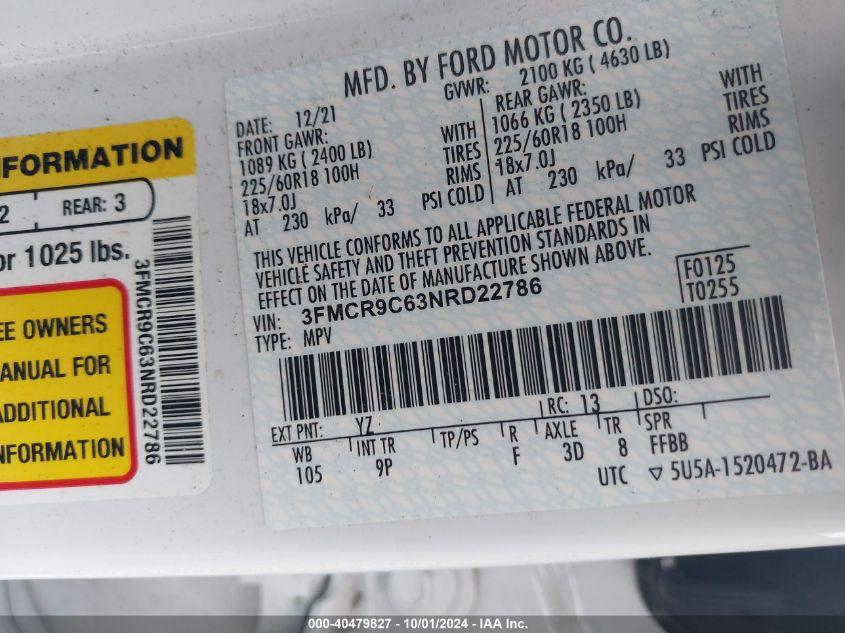 MFD. BY FORD MOTOR CO.
DATE: 12/21
GVWR: 2100 KG ( 4630 LB)
FRONT GAWR:
1089 KG ( 2400 LB) WITH
225/60R18 100H TIRES
18x7.0J RIMS
AT 230 kPa/ 33 PSI COLD
REAR GAWR: WITH
1066 KG ( 2350 LB) TIRES
225/60R18 100H RIMS
18x7.0J
AT 230 kPa/ 33 PSI COLD
THIS VEHICLE CONFORMS TO ALL APPLICABLE FEDERAL MOTOR
VEHICLE SAFETY AND THEFT PREVENTION STANDARDS IN
EFFECT ON THE DATE OF MANUFACTURE SHOWN ABOVE.
VIN: 3FMCR9C63NRD22786
TYPE: MPV
F0125
T0255
EXT PNT: YZ RC: 13 DSO:
WB INT TR TP/PS R AXLE TR SPR
105 9P F 3D 8 FFBB
UTC ▽ 5U5A-1520472-BA
FORMATION
2 REAR: 3
or 1025 lbs.
3FMCR9C63NRD22786
EE OWNERS
ANUAL FOR
ADDITIONAL
NFORMATION
000-40479827 - 10/01/2024 - IAA Inc.